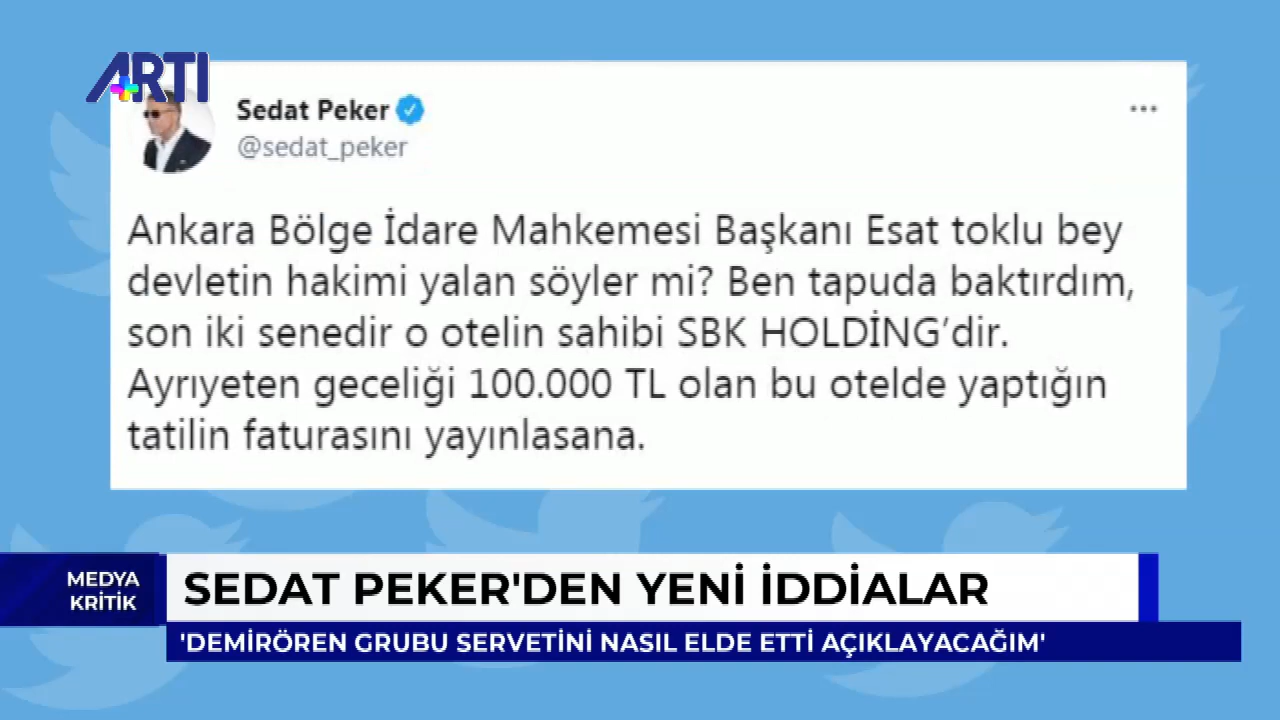 ARTI
Sedat Peker
@sedat_peker
Ankara Bölge İdare Mahkemesi Başkanı Esat toklu bey
devletin hakimi yalan söyler mi? Ben tapuda baktırdım,
son iki senedir o otelin sahibi SBK HOLDİNG’dir.
Ayrıyeten geceliği 100.000 TL olan bu otelde yaptığın
tatilin faturasını yayınlasana.
MEDYA
KRİTİK
SEDAT PEKER'DEN YENİ İDDİALAR
'DEMİRÖREN GRUBU SERVETİNİ NASIL ELDE ETTİ AÇIKLAYACAĞIM'